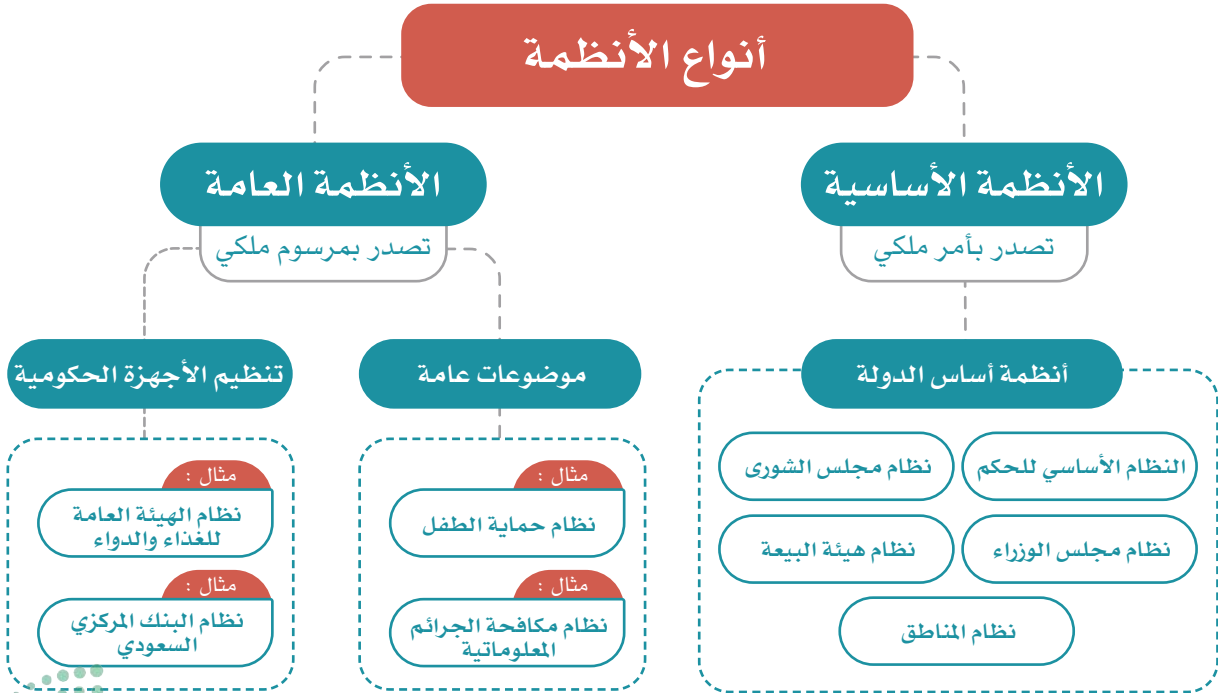 أنواع الأنظمة
الأنظمة الأساسية
تصدر بأمر ملكي
أنظمة أساس الدولة
النظام الأساسي للحكم
نظام مجلس الشورى
نظام مجلس الوزراء
نظام هيئة البيعة
نظام المناطق
الأنظمة العامة
تصدر بمرسوم ملكي
موضوعات عامة
مثال :
نظام حماية الطفل
مثال :
نظام مكافحة الجرائم
المعلوماتية
تنظيم الأجهزة الحكومية
مثال :
نظام الهيئة العامة
للغذاء والدواء
مثال :
نظام البنك المركزي
السعودي